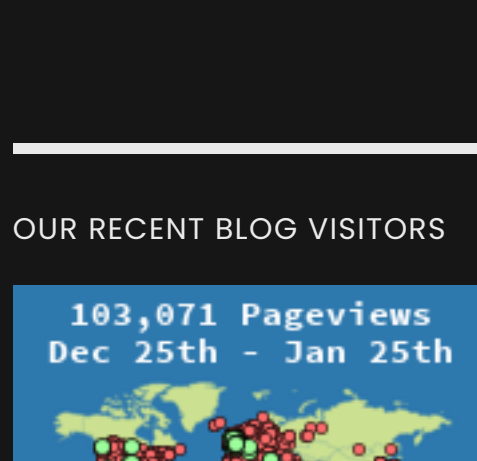 OUR RECENT BLOG VISITORS
103,071 Pageviews
Dec 25th - Jan 25th